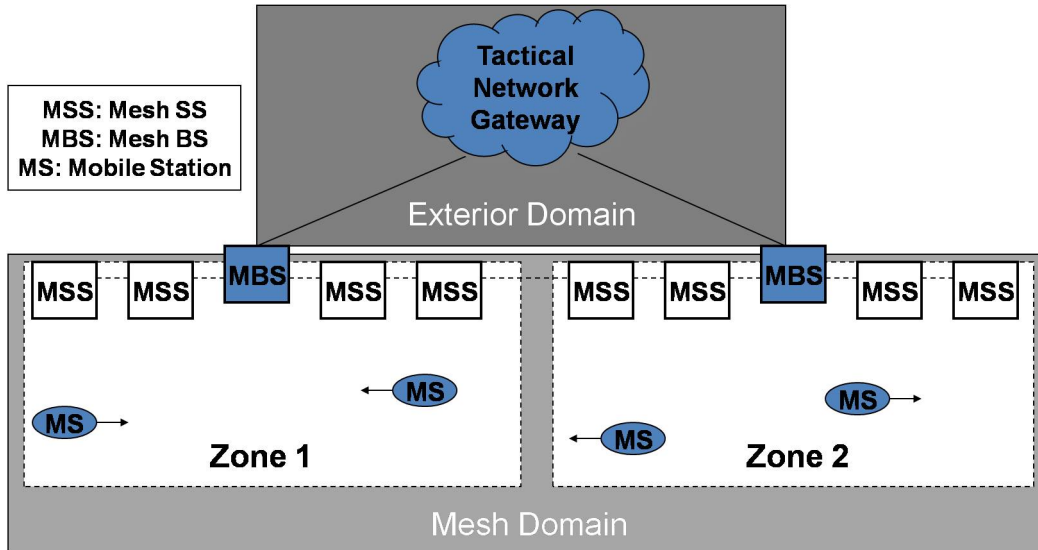 Tactical
Network
Gateway
MSS: Mesh SS
MBS: Mesh BS
MS: Mobile Station
Exterior Domain
MSS MSS MBS MSS MSS MSS MSS MBS MSS MSS
MS MS MS MS
Zone 1 Zone 2
Mesh Domain